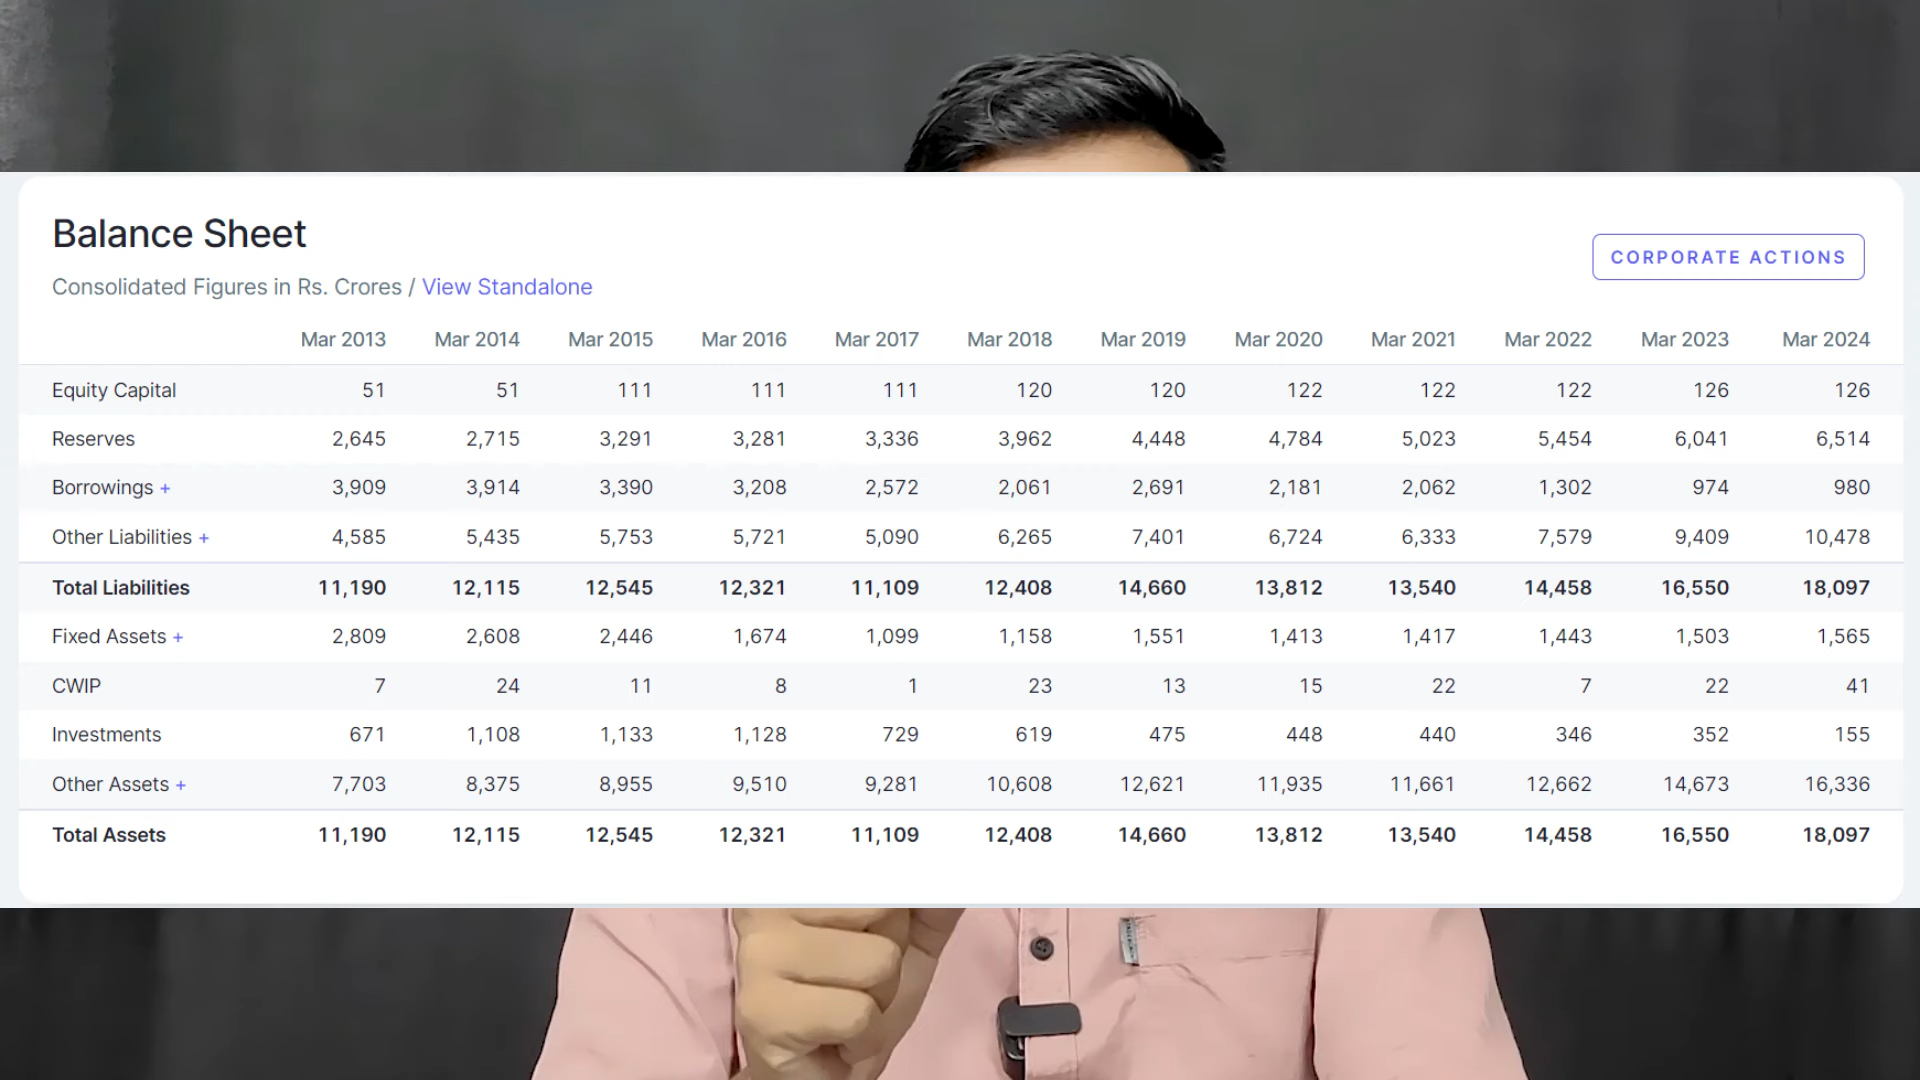 Balance Sheet
CORPORATE ACTIONS
Consolidated Figures in Rs. Crores / View Standalone
Mar 2013 Mar 2014 Mar 2015 Mar 2016 Mar 2017 Mar 2018 Mar 2019 Mar 2020 Mar 2021 Mar 2022 Mar 2023 Mar 2024
Equity Capital 51 51 111 111 111 120 120 122 122 122 126 126
Reserves 2,645 2,715 3,291 3,281 3,336 3,962 4,448 4,784 5,023 5,454 6,041 6,514
Borrowings + 3,909 3,914 3,390 3,208 2,572 2,061 2,691 2,181 2,062 1,302 974 980
Other Liabilities + 4,585 5,435 5,753 5,721 5,090 6,265 7,401 6,724 6,333 7,579 9,409 10,478
Total Liabilities 11,190 12,115 12,545 12,321 11,109 12,408 14,660 13,812 13,540 14,458 16,550 18,097
Fixed Assets + 2,809 2,608 2,446 1,674 1,099 1,158 1,551 1,413 1,417 1,443 1,503 1,565
CWIP 7 24 11 8 1 23 13 15 22 7 22 41
Investments 671 1,108 1,133 1,128 729 619 475 448 440 346 352 155
Other Assets + 7,703 8,375 8,955 9,510 9,281 10,608 12,621 11,935 11,661 12,662 14,673 16,336
Total Assets 11,190 12,115 12,545 12,321 11,109 12,408 14,660 13,812 13,540 14,458 16,550 18,097